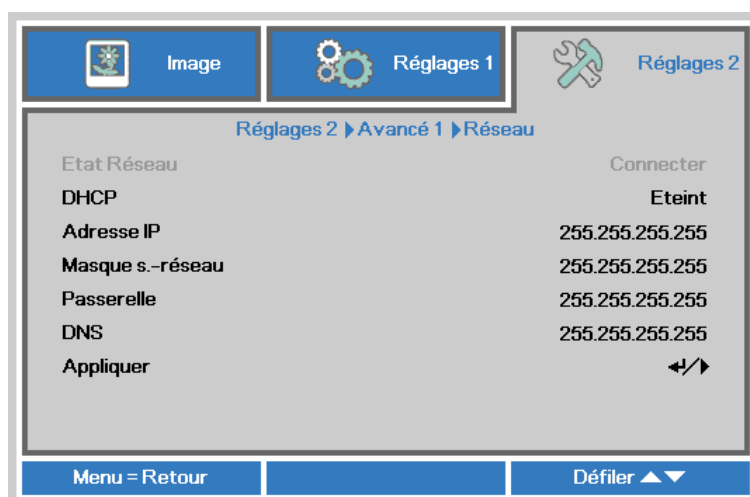 Image
Réglages 1
Réglages 2
Réglages 2 Avancé 1 Réseau
Etat Réseau Connecter
DHCP Eteint
Adresse IP 255.255.255.255
Masque s.-réseau 255.255.255.255
Passerelle 255.255.255.255
DNS 255.255.255.255
Appliquer
Menu = Retour
Défiler